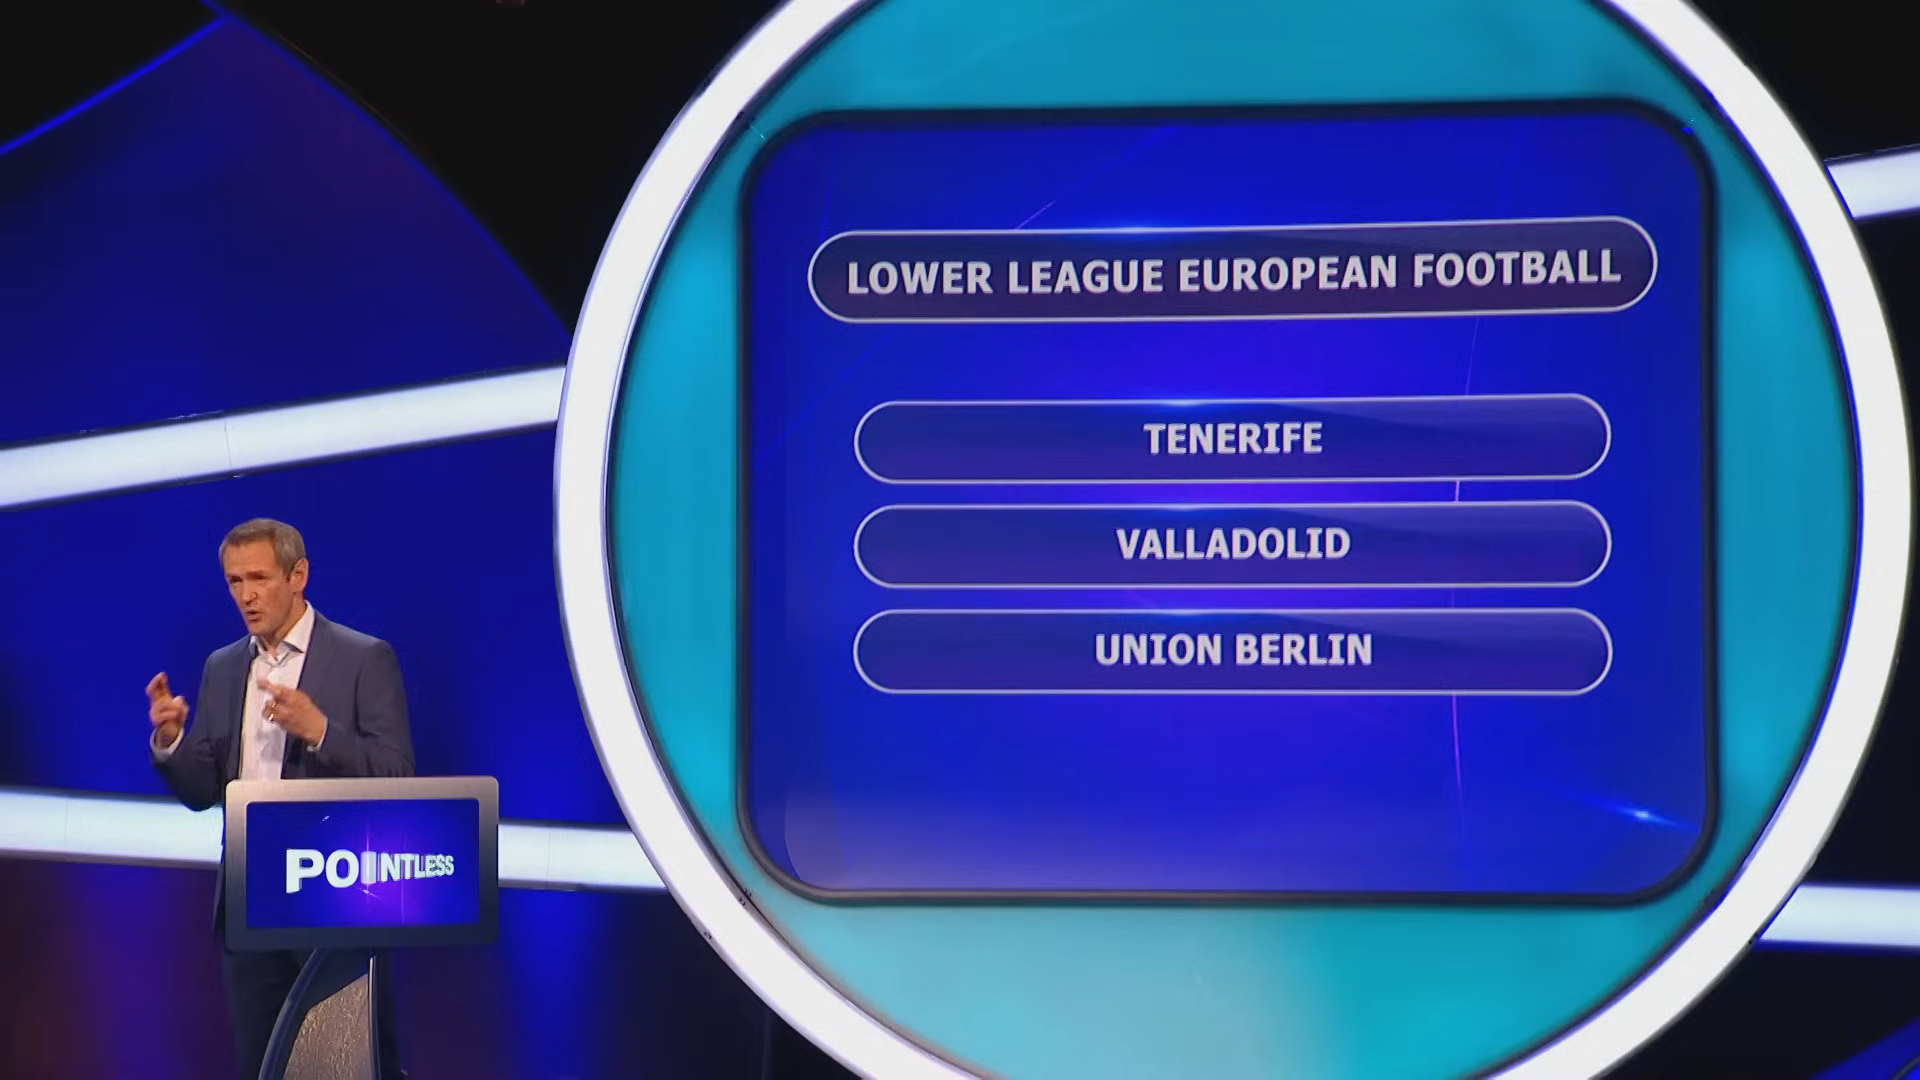 LOWER LEAGUE EUROPEAN FOOTBALL
TENERIFE
VALLADOLID
UNION BERLIN
POINTLESS